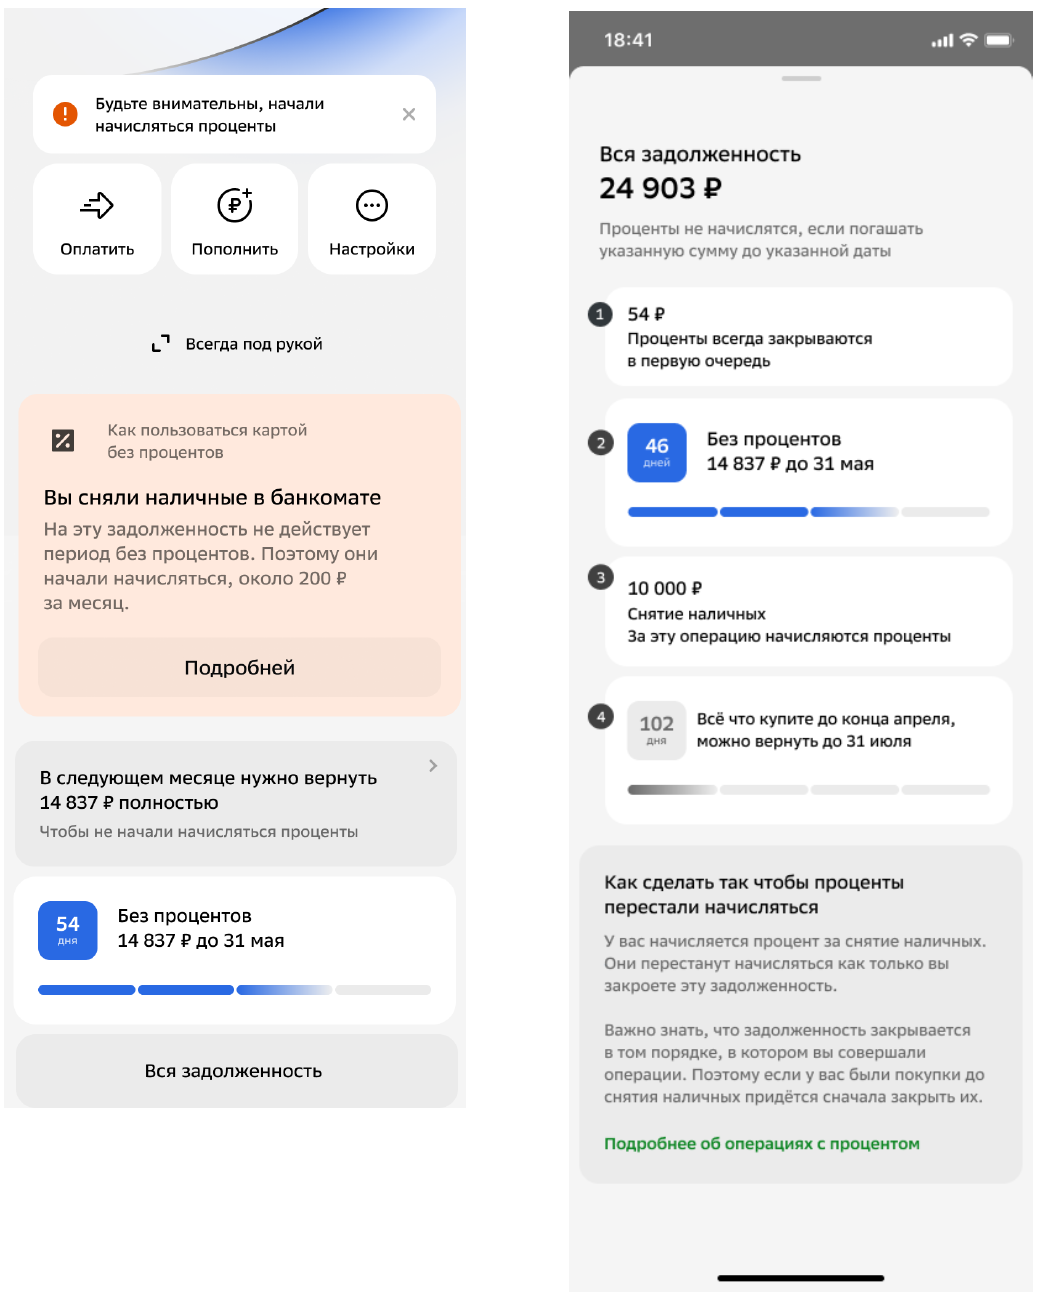 Будьте внимательны, начали
начисляться проценты
Оплатить
Пополнить
Настройки
Всегда под рукой
Как пользоваться картой
без процентов
Вы сняли наличные в банкомате
На эту задолженность не действует
период без процентов. Поэтому они
начали начисляться, около 200 ₽
за месяц.
Подробней
В следующем месяце нужно вернуть
14 837 ₽ полностью
Чтобы не начали начисляться проценты
54
дня
Без процентов
14 837 ₽ до 31 мая
Вся задолженность
18:41
Вся задолженность
24 903 ₽
Проценты не начислятся, если погашать
указанную сумму до указанной даты
1
54 ₽
Проценты всегда закрываются
в первую очередь
2
46
дней
Без процентов
14 837 ₽ до 31 мая
3
10 000 ₽
Снятие наличных
За эту операцию начисляются проценты
4
102
дня
Всё что купите до конца апреля,
можно вернуть до 31 июля
Как сделать так чтобы проценты
перестали начисляться
У вас начисляется процент за снятие наличных.
Они перестанут начисляться как только вы
закроете эту задолженность.
Важно знать, что задолженность закрывается
в том порядке, в котором вы совершали
операции. Поэтому если у вас были покупки до
снятия наличных придётся сначала закрыть их.
Подробнее об операциях с процентом